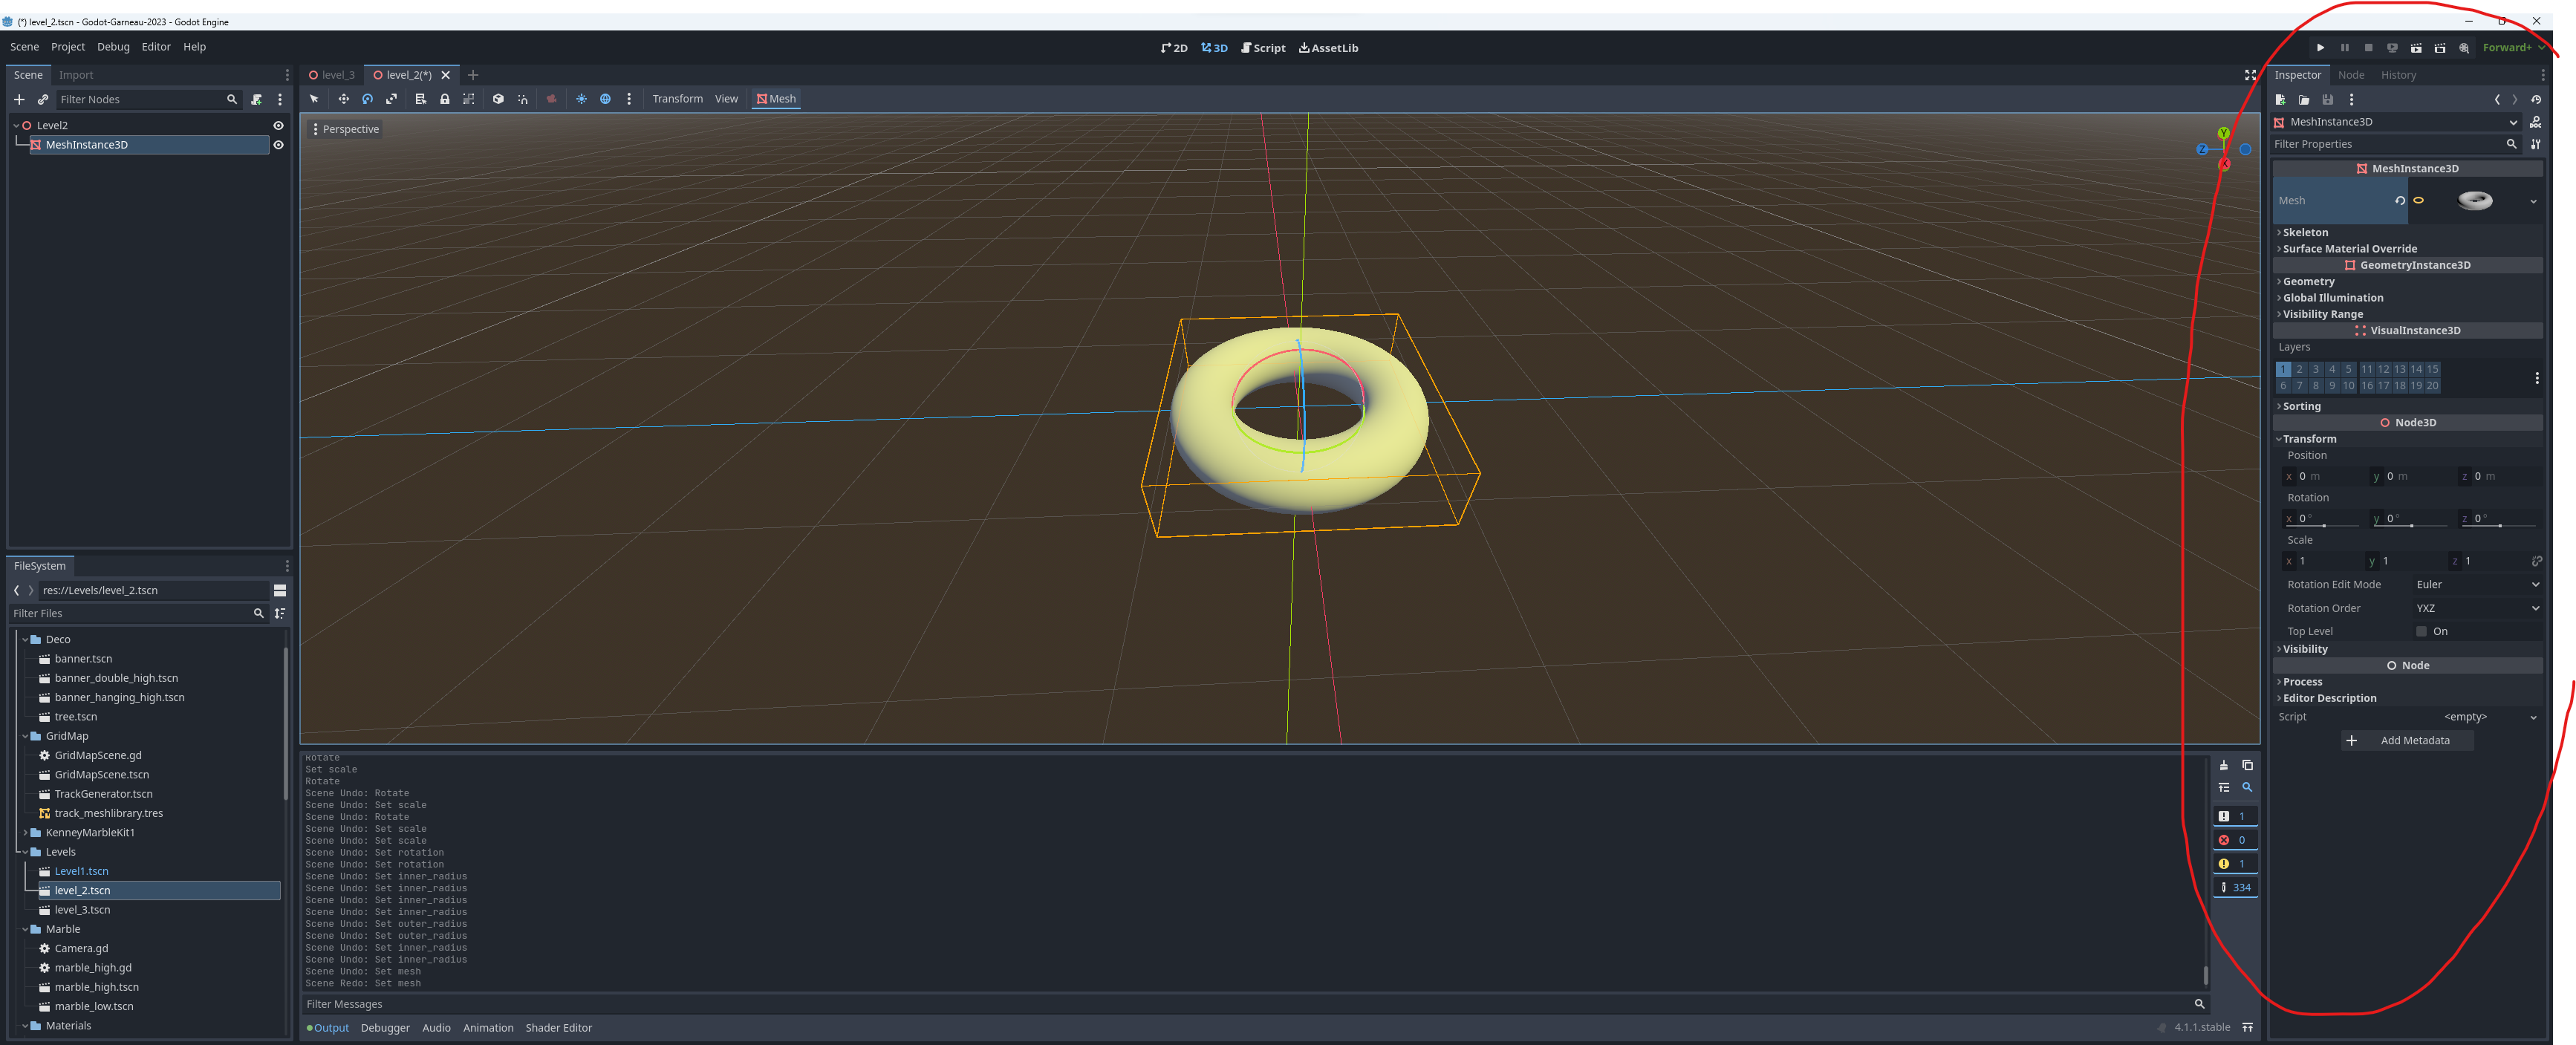 (*) level_2.tscn - Godot-Garneau-2023 - Godot Engine
Scene Project Debug Editor Help
2D 3D Script AssetLib
Forward+
Scene Import
Filter Nodes
Level2
MeshInstance3D
level_3 level_2(*)
Transform View Mesh
Perspective
Y
Z
X
FileSystem
res://Levels/level_2.tscn
Filter Files
Deco
banner.tscn
banner_double_high.tscn
banner_hanging_high.tscn
tree.tscn
GridMap
GridMapScene.gd
GridMapScene.tscn
TrackGenerator.tscn
track_meshlibrary.tres
KenneyMarbleKit1
Levels
Level1.tscn
level_2.tscn
level_3.tscn
Marble
Camera.gd
marble_high.gd
marble_high.tscn
marble_low.tscn
Materials
Rotate
Set scale
Rotate
Scene Undo: Rotate
Scene Undo: Set scale
Scene Undo: Rotate
Scene Undo: Set scale
Scene Undo: Set scale
Scene Undo: Set rotation
Scene Undo: Set rotation
Scene Undo: Set inner_radius
Scene Undo: Set inner_radius
Scene Undo: Set inner_radius
Scene Undo: Set inner_radius
Scene Undo: Set outer_radius
Scene Undo: Set outer_radius
Scene Undo: Set inner_radius
Scene Undo: Set inner_radius
Scene Undo: Set mesh
Scene Redo: Set mesh
Filter Messages
1
0
1
334
Output Debugger Audio Animation Shader Editor
4.1.1.stable
Inspector Node History
MeshInstance3D
Filter Properties
MeshInstance3D
Mesh
Skeleton
Surface Material Override
GeometryInstance3D
Geometry
Global Illumination
Visibility Range
VisualInstance3D
Layers
1 2 3 4 5 11 12 13 14 15
6 7 8 9 10 16 17 18 19 20
Sorting
Node3D
Transform
Position
x 0 m y 0 m z 0 m
Rotation
x 0 ° y 0 ° z 0 °
Scale
x 1 y 1 z 1
Rotation Edit Mode Euler
Rotation Order YXZ
Top Level On
Visibility
Node
Process
Editor Description
Script <empty>
Add Metadata